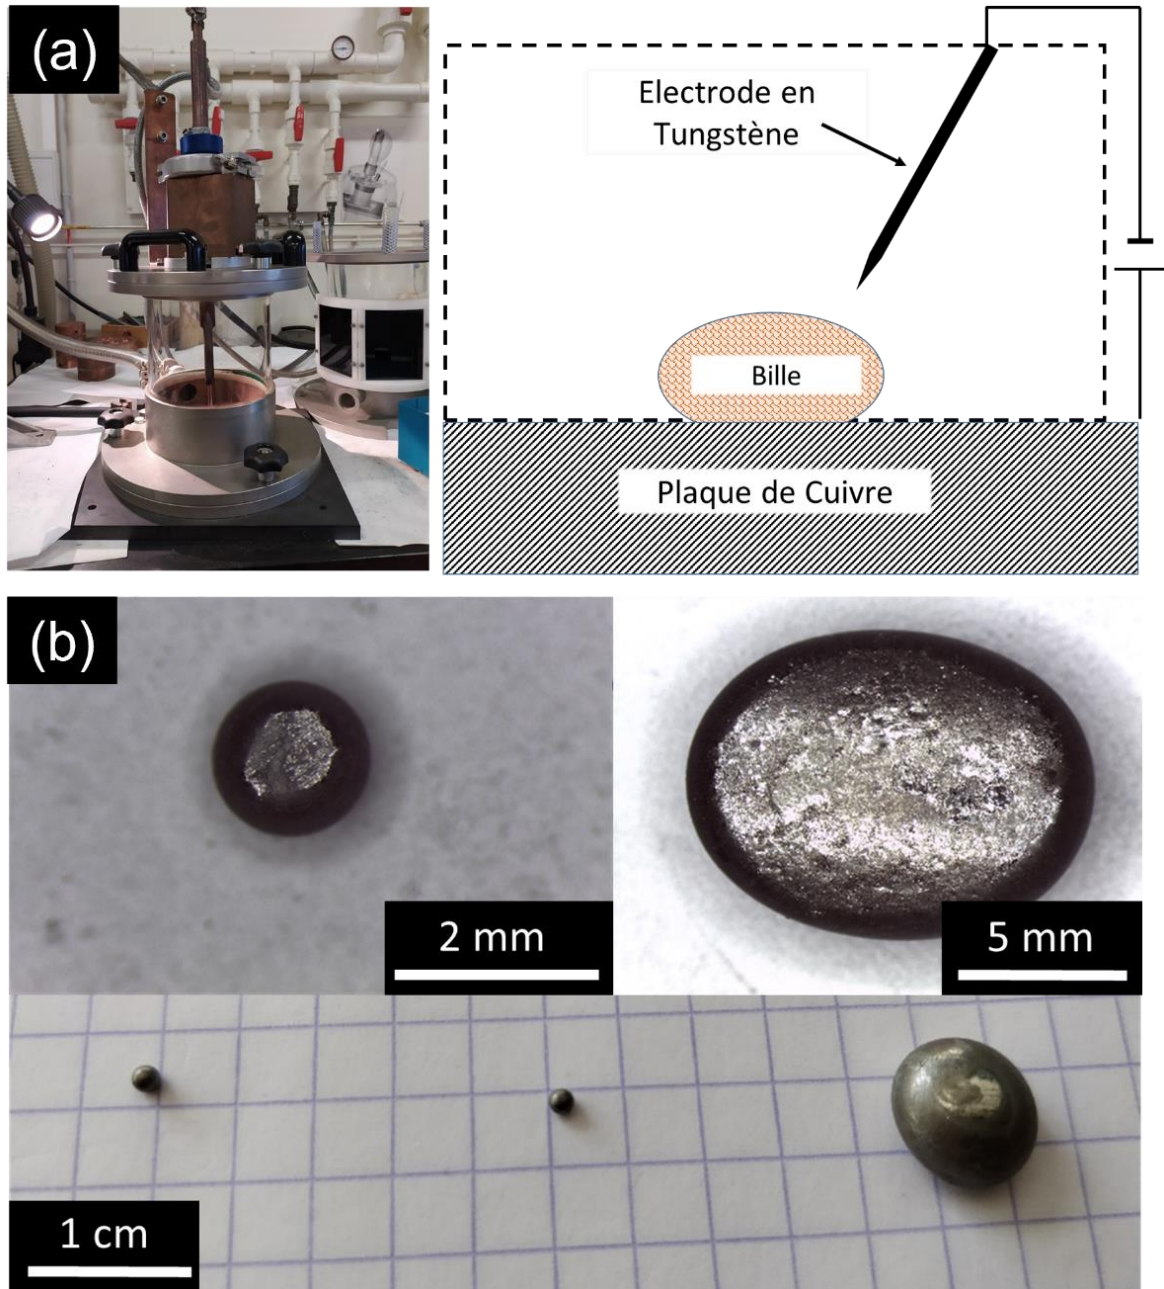 (a)
Electrode en
Tungstène
Bille
Plaque de Cuivre
(b)
2 mm
5 mm
1 cm